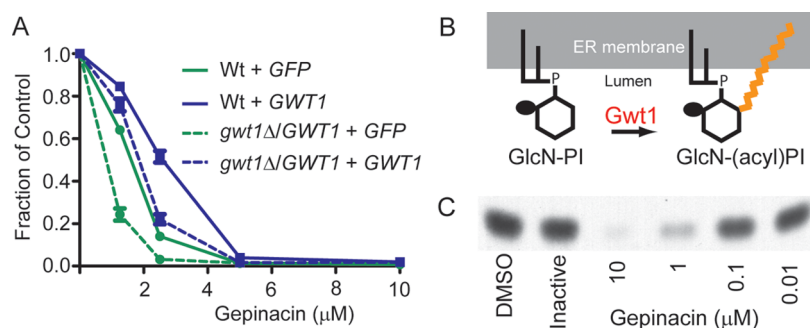 A
1.0
0.8
0.6
0.4
0.2
0.0
Fraction of Control
0
2
4
6
8
10
Gepinacin (μM)
Wt + GFP
Wt + GWT1
gwt1Δ/GWT1 + GFP
gwt1Δ/GWT1 + GWT1
B
ER membrane
Lumen
P
P
Gwt1
GlcN-PI
GlcN-(acyl)PI
C
DMSO
Inactive
10
1
0.1
0.01
Gepinacin (μM)